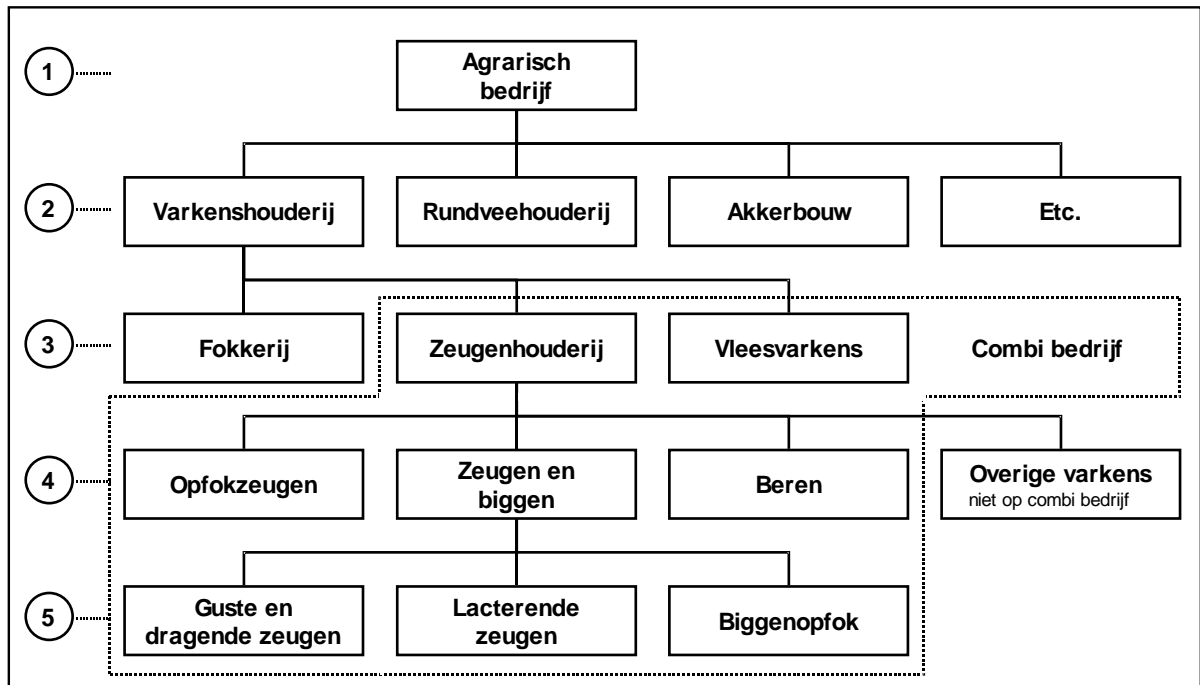 1
Agrarisch
bedrijf
2
Varkenshouderij
Rundveehouderij
Akkerbouw
Etc.
3
Fokkerij
Zeugenhouderij
Vleesvarkens
Combi bedrijf
4
Opfokzeugen
Zeugen en
biggen
Beren
Overige varkens
niet op combi bedrijf
5
Guste en
dragende zeugen
Lacterende
zeugen
Biggenopfok